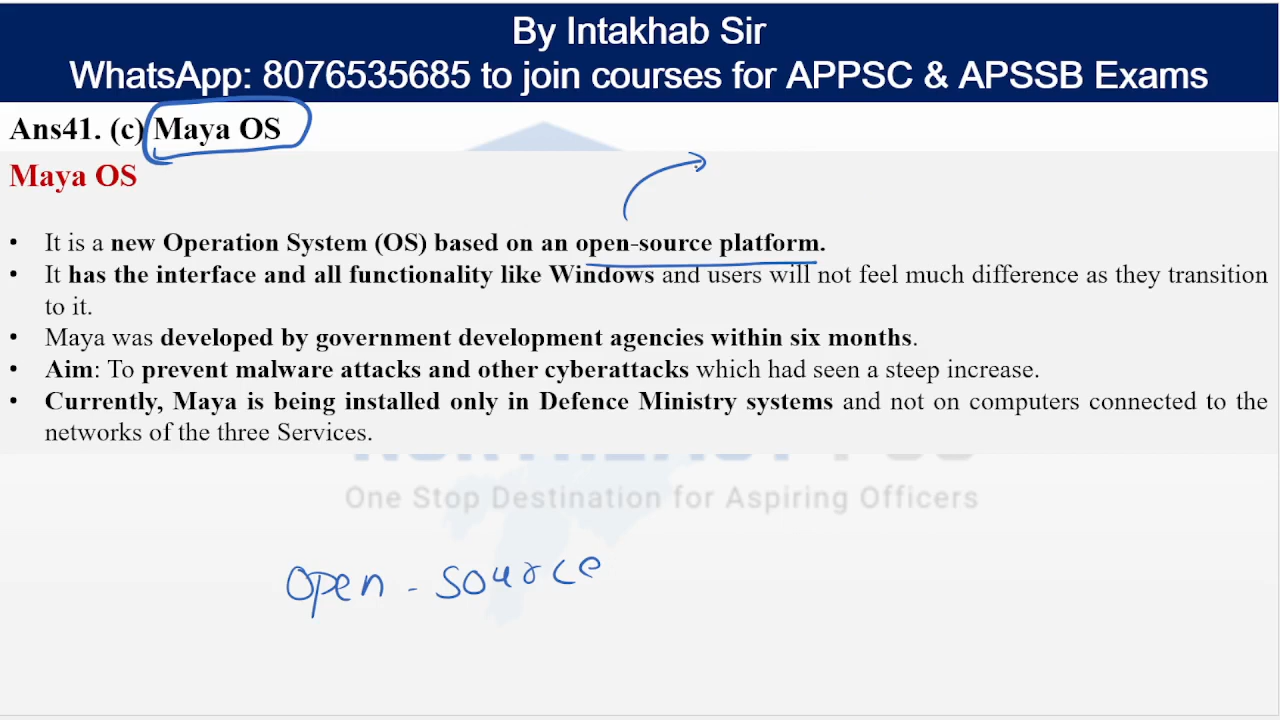 By Intakhab Sir
WhatsApp: 8076535685 to join courses for APPSC & APSSB Exams
Ans41. (c) Maya OS
Maya OS
• It is a new Operation System (OS) based on an open-source platform.
• It has the interface and all functionality like Windows and users will not feel much difference as they transition
to it.
• Maya was developed by government development agencies within six months.
• Aim: To prevent malware attacks and other cyberattacks which had seen a steep increase.
• Currently, Maya is being installed only in Defence Ministry systems and not on computers connected to the
networks of the three Services.
One Stop Destination for Aspiring Officers
open - source